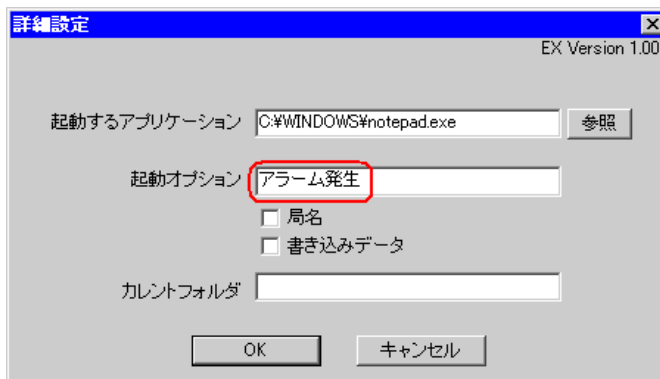 詳細設定
EX Version 1.00
起動するアプリケーション C:¥WINDOWS¥notepad.exe 参照
起動オプション アラーム発生
局名
書き込みデータ
カレントフォルダ
OK キャンセル